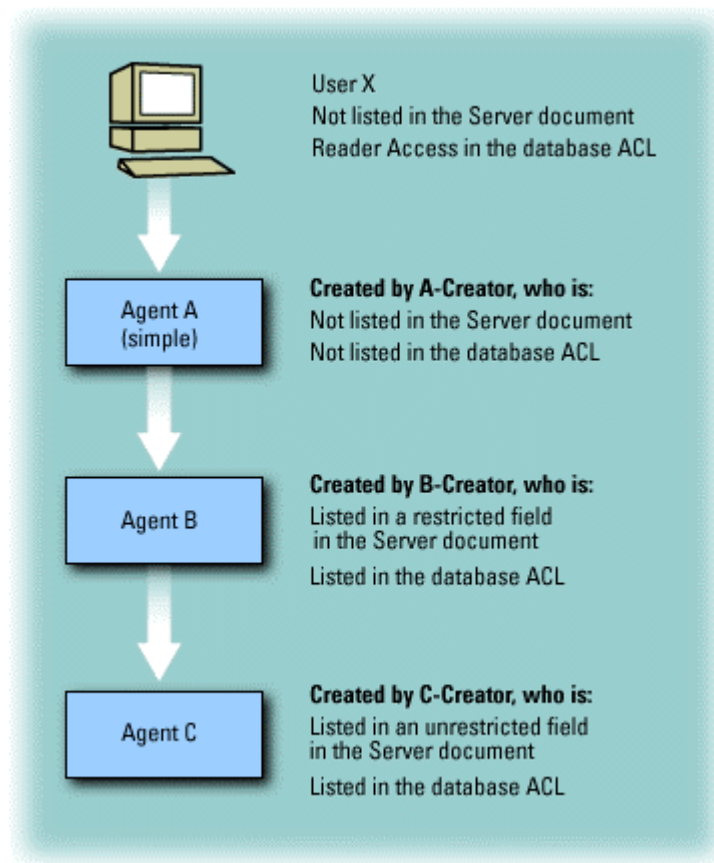 User X
Not listed in the Server document
Reader Access in the database ACL
Agent A
(simple)
Created by A-Creator, who is:
Not listed in the Server document
Not listed in the database ACL
Agent B
Created by B-Creator, who is:
Listed in a restricted field
in the Server document
Listed in the database ACL
Agent C
Created by C-Creator, who is:
Listed in an unrestricted field
in the Server document
Listed in the database ACL